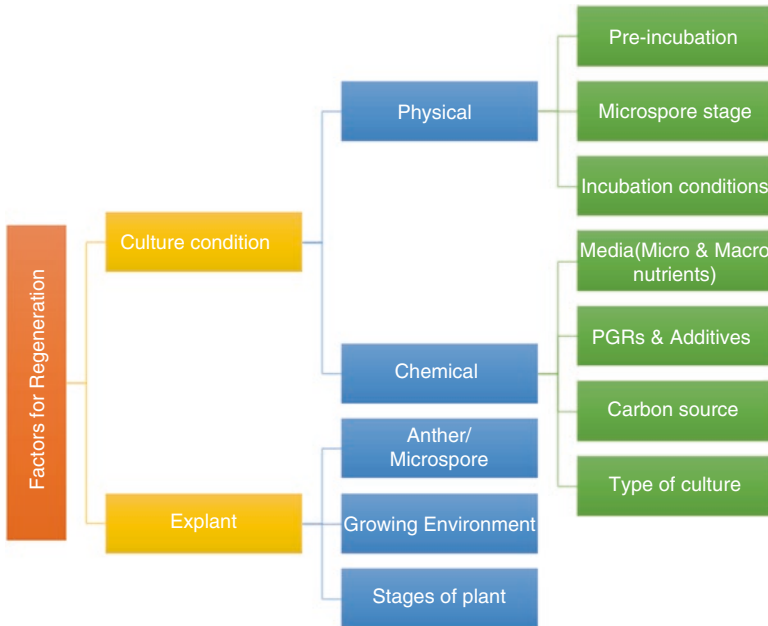 Factors for Regeneration
Culture condition
Physical
Pre-incubation
Microspore stage
Incubation conditions
Chemical
Media(Micro & Macro
nutrients)
PGRs & Additives
Carbon source
Type of culture
Explant
Anther/
Microspore
Growing Environment
Stages of plant